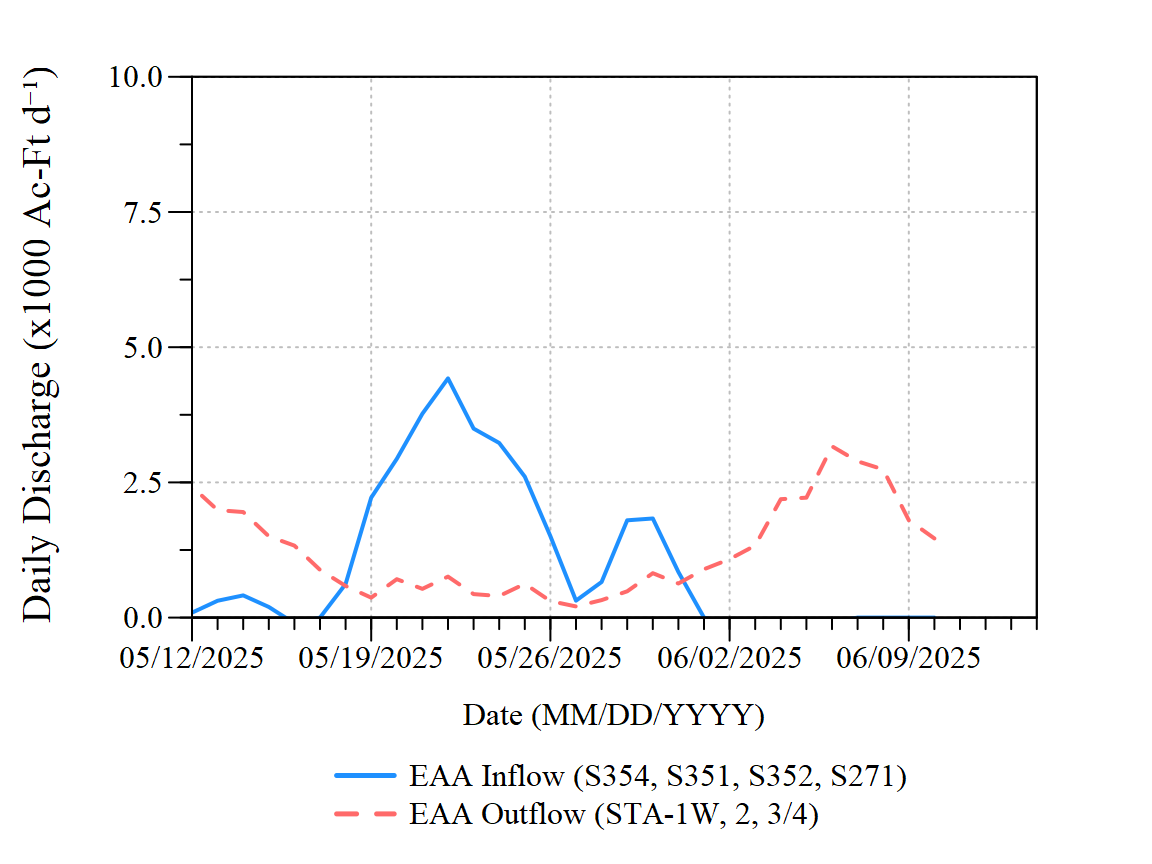 Daily Discharge (x1000 Ac-Ft d⁻¹)
10.0
7.5
5.0
2.5
0.0
05/12/2025 05/19/2025 05/26/2025 06/02/2025 06/09/2025
Date (MM/DD/YYYY)
EAA Inflow (S354, S351, S352, S271)
EAA Outflow (STA-1W, 2, 3/4)